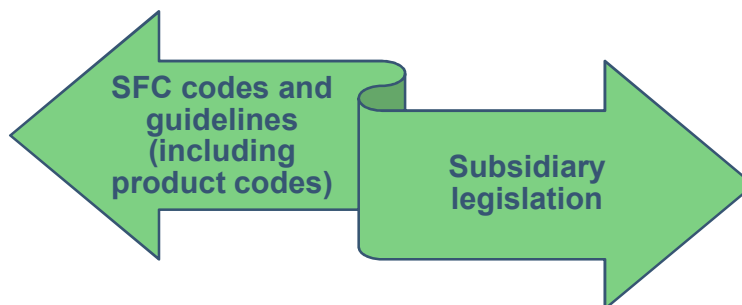 SFC codes and
guidelines
(including
product codes)
Subsidiary
legislation